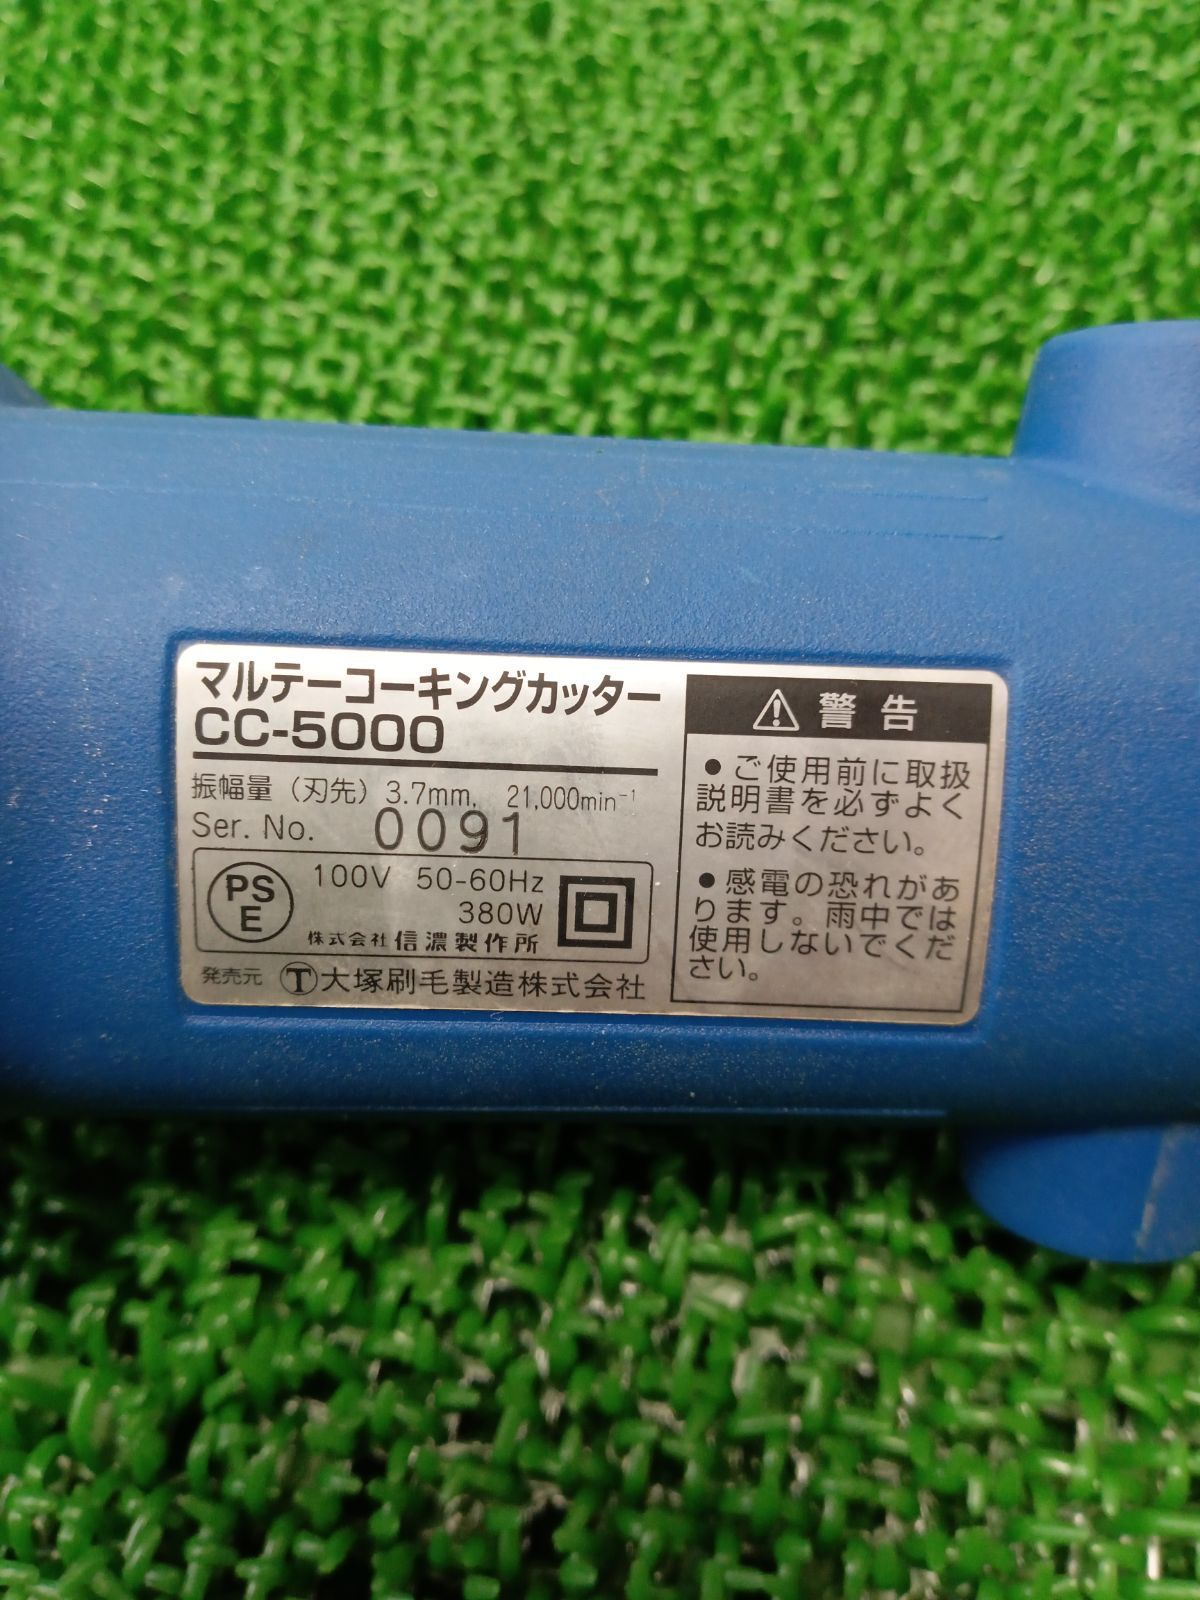 マルテーコーキングカッター
CC-5000
振幅量（刃先）3.7mm, 21,000min⁻¹
Ser. No. 0091
PS
E
100V 50-60Hz
380W
株式会社 信濃製作所
発売元 Ⓣ大塚刷毛製造株式会社
⚠ 警告
●ご使用前に取扱
説明書を必ずよく
お読みください。
●感電の恐れがあ
ります。雨中では
使用しないでくだ
さい。